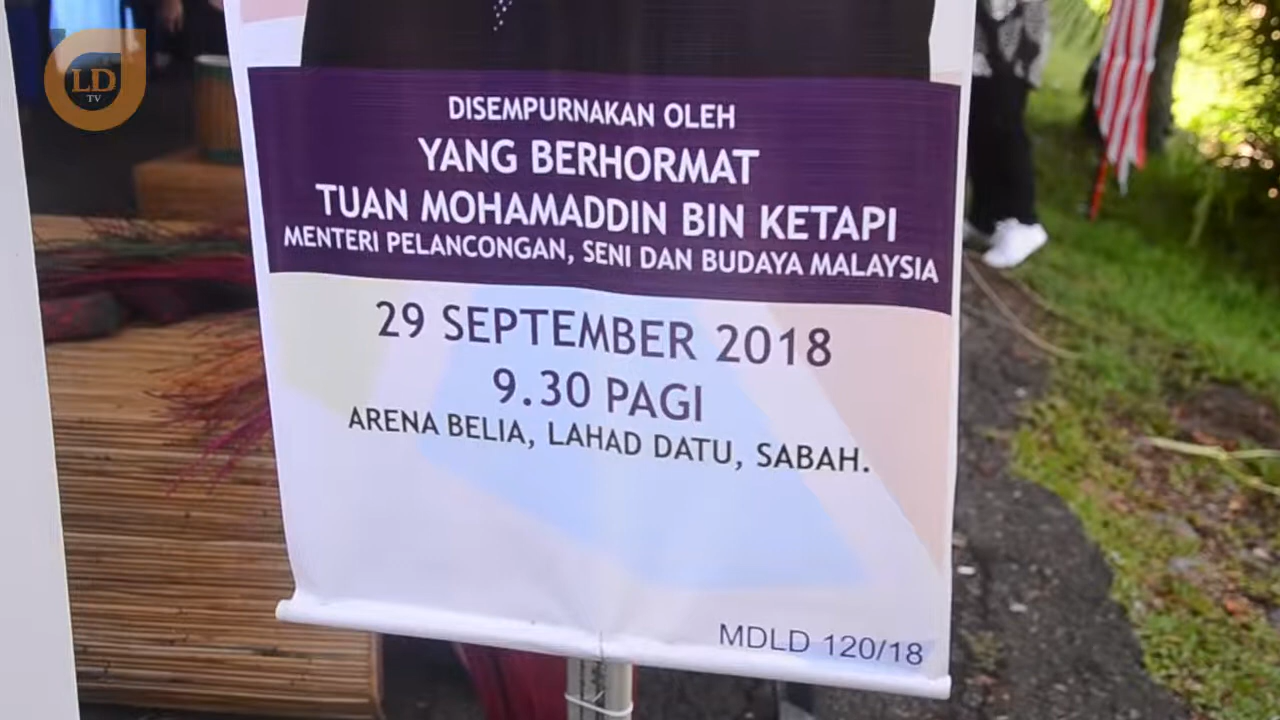 LD
TV
DISEMPURNAKAN OLEH
YANG BERHORMAT
TUAN MOHAMADDIN BIN KETAPI
MENTERI PELANCONGAN, SENI DAN BUDAYA MALAYSIA
29 SEPTEMBER 2018
9.30 PAGI
ARENA BELIA, LAHAD DATU, SABAH.
MDLD 120/18